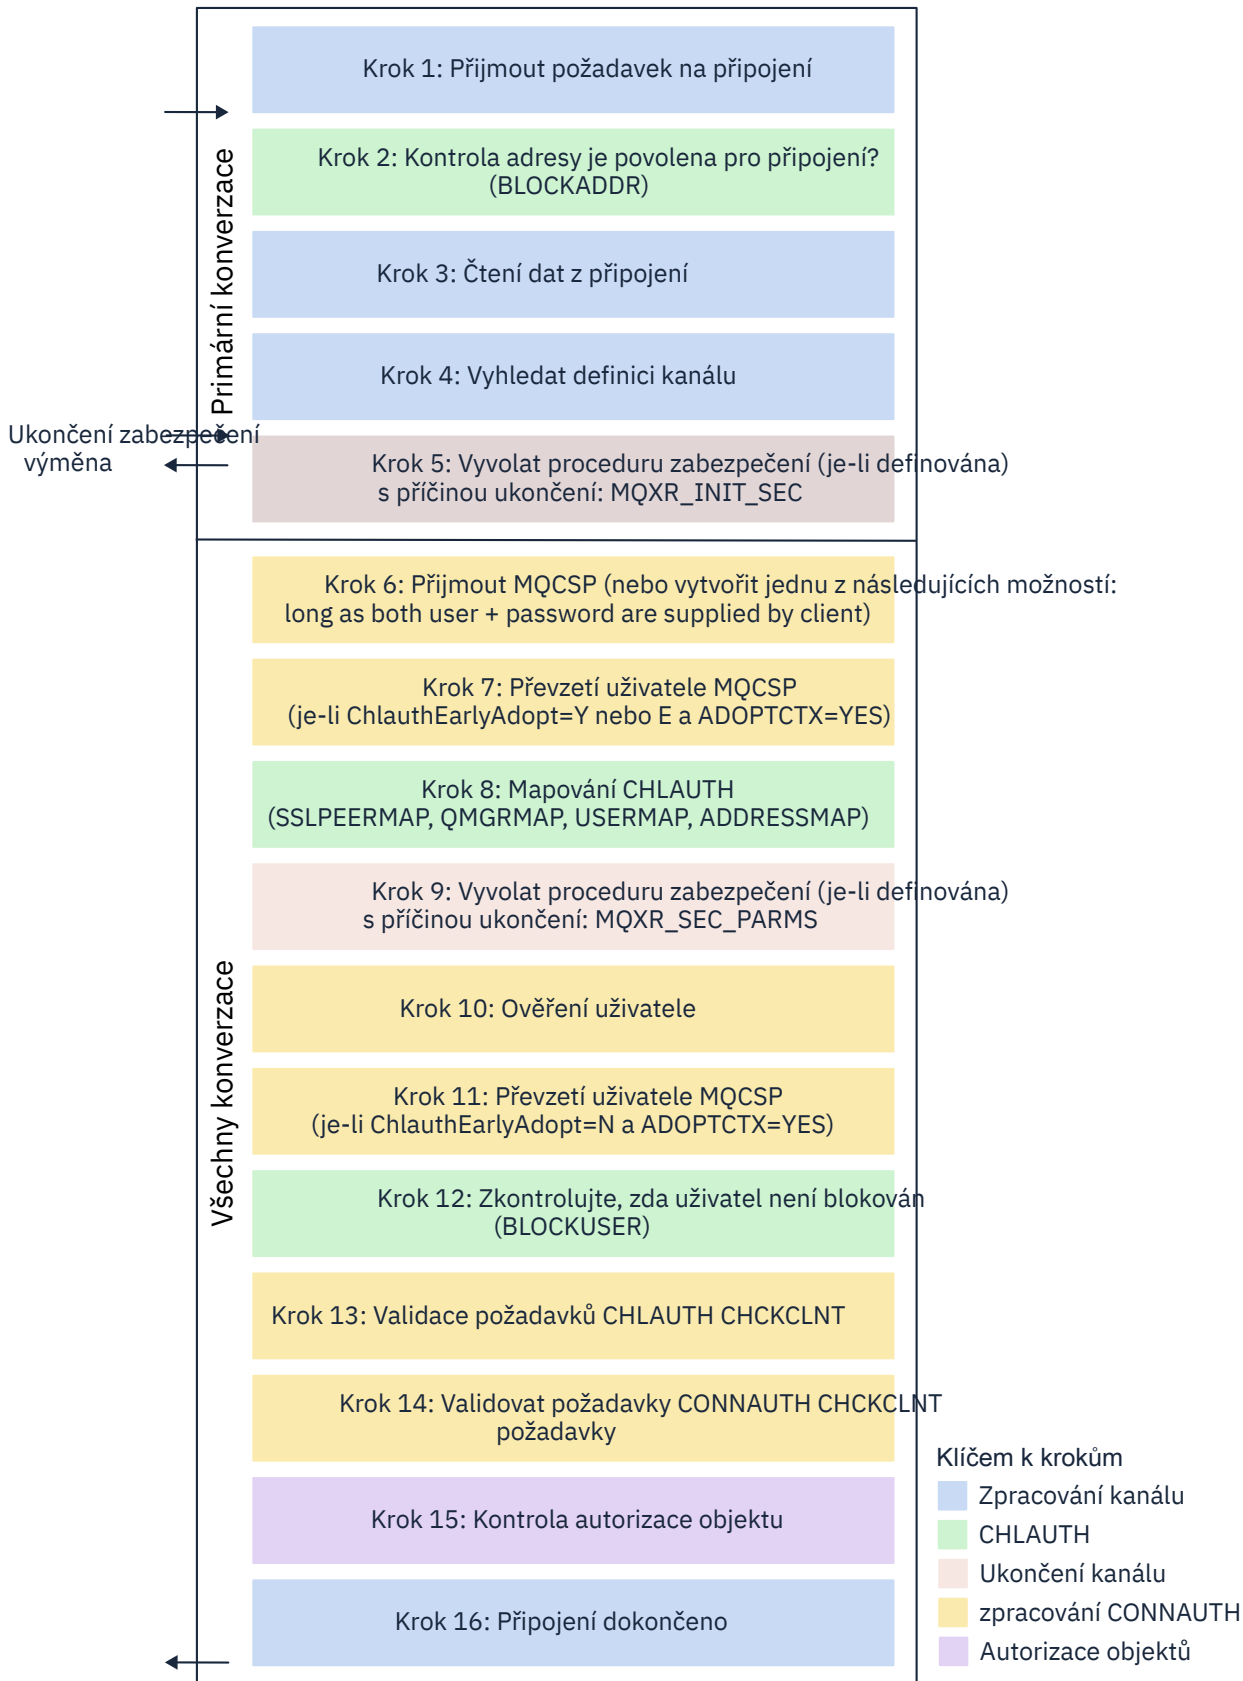 Primární konverzace
Krok 1: Přijmout požadavek na připojení
Krok 2: Kontrola adresy je povolena pro připojení?
(BLOCKADDR)
Krok 3: Čtení dat z připojení
Krok 4: Vyhledat definici kanálu
Ukončení zabezpečení
výměna
Krok 5: Vyvolat proceduru zabezpečení (je-li definována)
s příčinou ukončení: MQXR_INIT_SEC
Všechny konverzace
Krok 6: Přijmout MQCSP (nebo vytvořit jednu z následujících možností:
long as both user + password are supplied by client)
Krok 7: Převzetí uživatele MQCSP
(je-li ChlauthEarlyAdopt=Y nebo E a ADOPTCTX=YES)
Krok 8: Mapování CHLAUTH
(SSLPEERMAP, QMGRMAP, USERMAP, ADDRESSMAP)
Krok 9: Vyvolat proceduru zabezpečení (je-li definována)
s příčinou ukončení: MQXR_SEC_PARMS
Krok 10: Ověření uživatele
Krok 11: Převzetí uživatele MQCSP
(je-li ChlauthEarlyAdopt=N a ADOPTCTX=YES)
Krok 12: Zkontrolujte, zda uživatel není blokován
(BLOCKUSER)
Krok 13: Validace požadavků CHLAUTH CHCKCLNT
Krok 14: Validovat požadavky CONNAUTH CHCKCLNT
požadavky
Krok 15: Kontrola autorizace objektu
Krok 16: Připojení dokončeno
Klíčem k krokům
Zpracování kanálu
CHLAUTH
Ukončení kanálu
zpracování CONNAUTH
Autorizace objektů